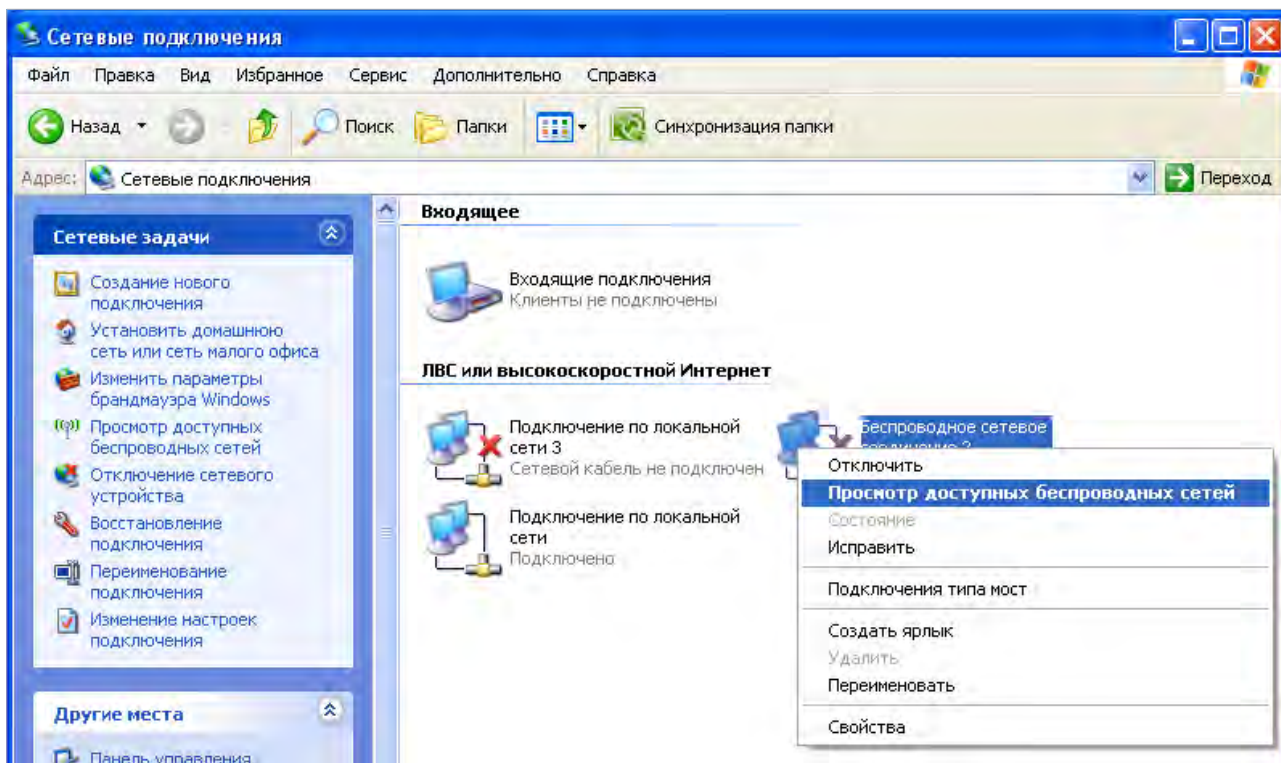 Сетевые подключения
Файл Правка Вид Избранное Сервис Дополнительно Справка
Назад Поиск Папки Синхронизация папки
Адрес: Сетевые подключения Переход
Сетевые задачи
Создание нового
подключения
Установить домашнюю
сеть или сеть малого офиса
Изменить параметры
брандмауэра Windows
Просмотр доступных
беспроводных сетей
Отключение сетевого
устройства
Восстановление
подключения
Переименование
подключения
Изменение настроек
подключения
Другие места
Панель управления
Входящее
Входящие подключения
Клиенты не подключены
ЛВС или высокоскоростной Интернет
Подключение по локальной
сети 3
Сетевой кабель не подключен
Подключение по локальной
сети
Подключено
Беспроводное сетевое
соединение 2
Отключить
Просмотр доступных беспроводных сетей
Состояние
Исправить
Подключения типа мост
Создать ярлык
Удалить
Переименовать
Свойства